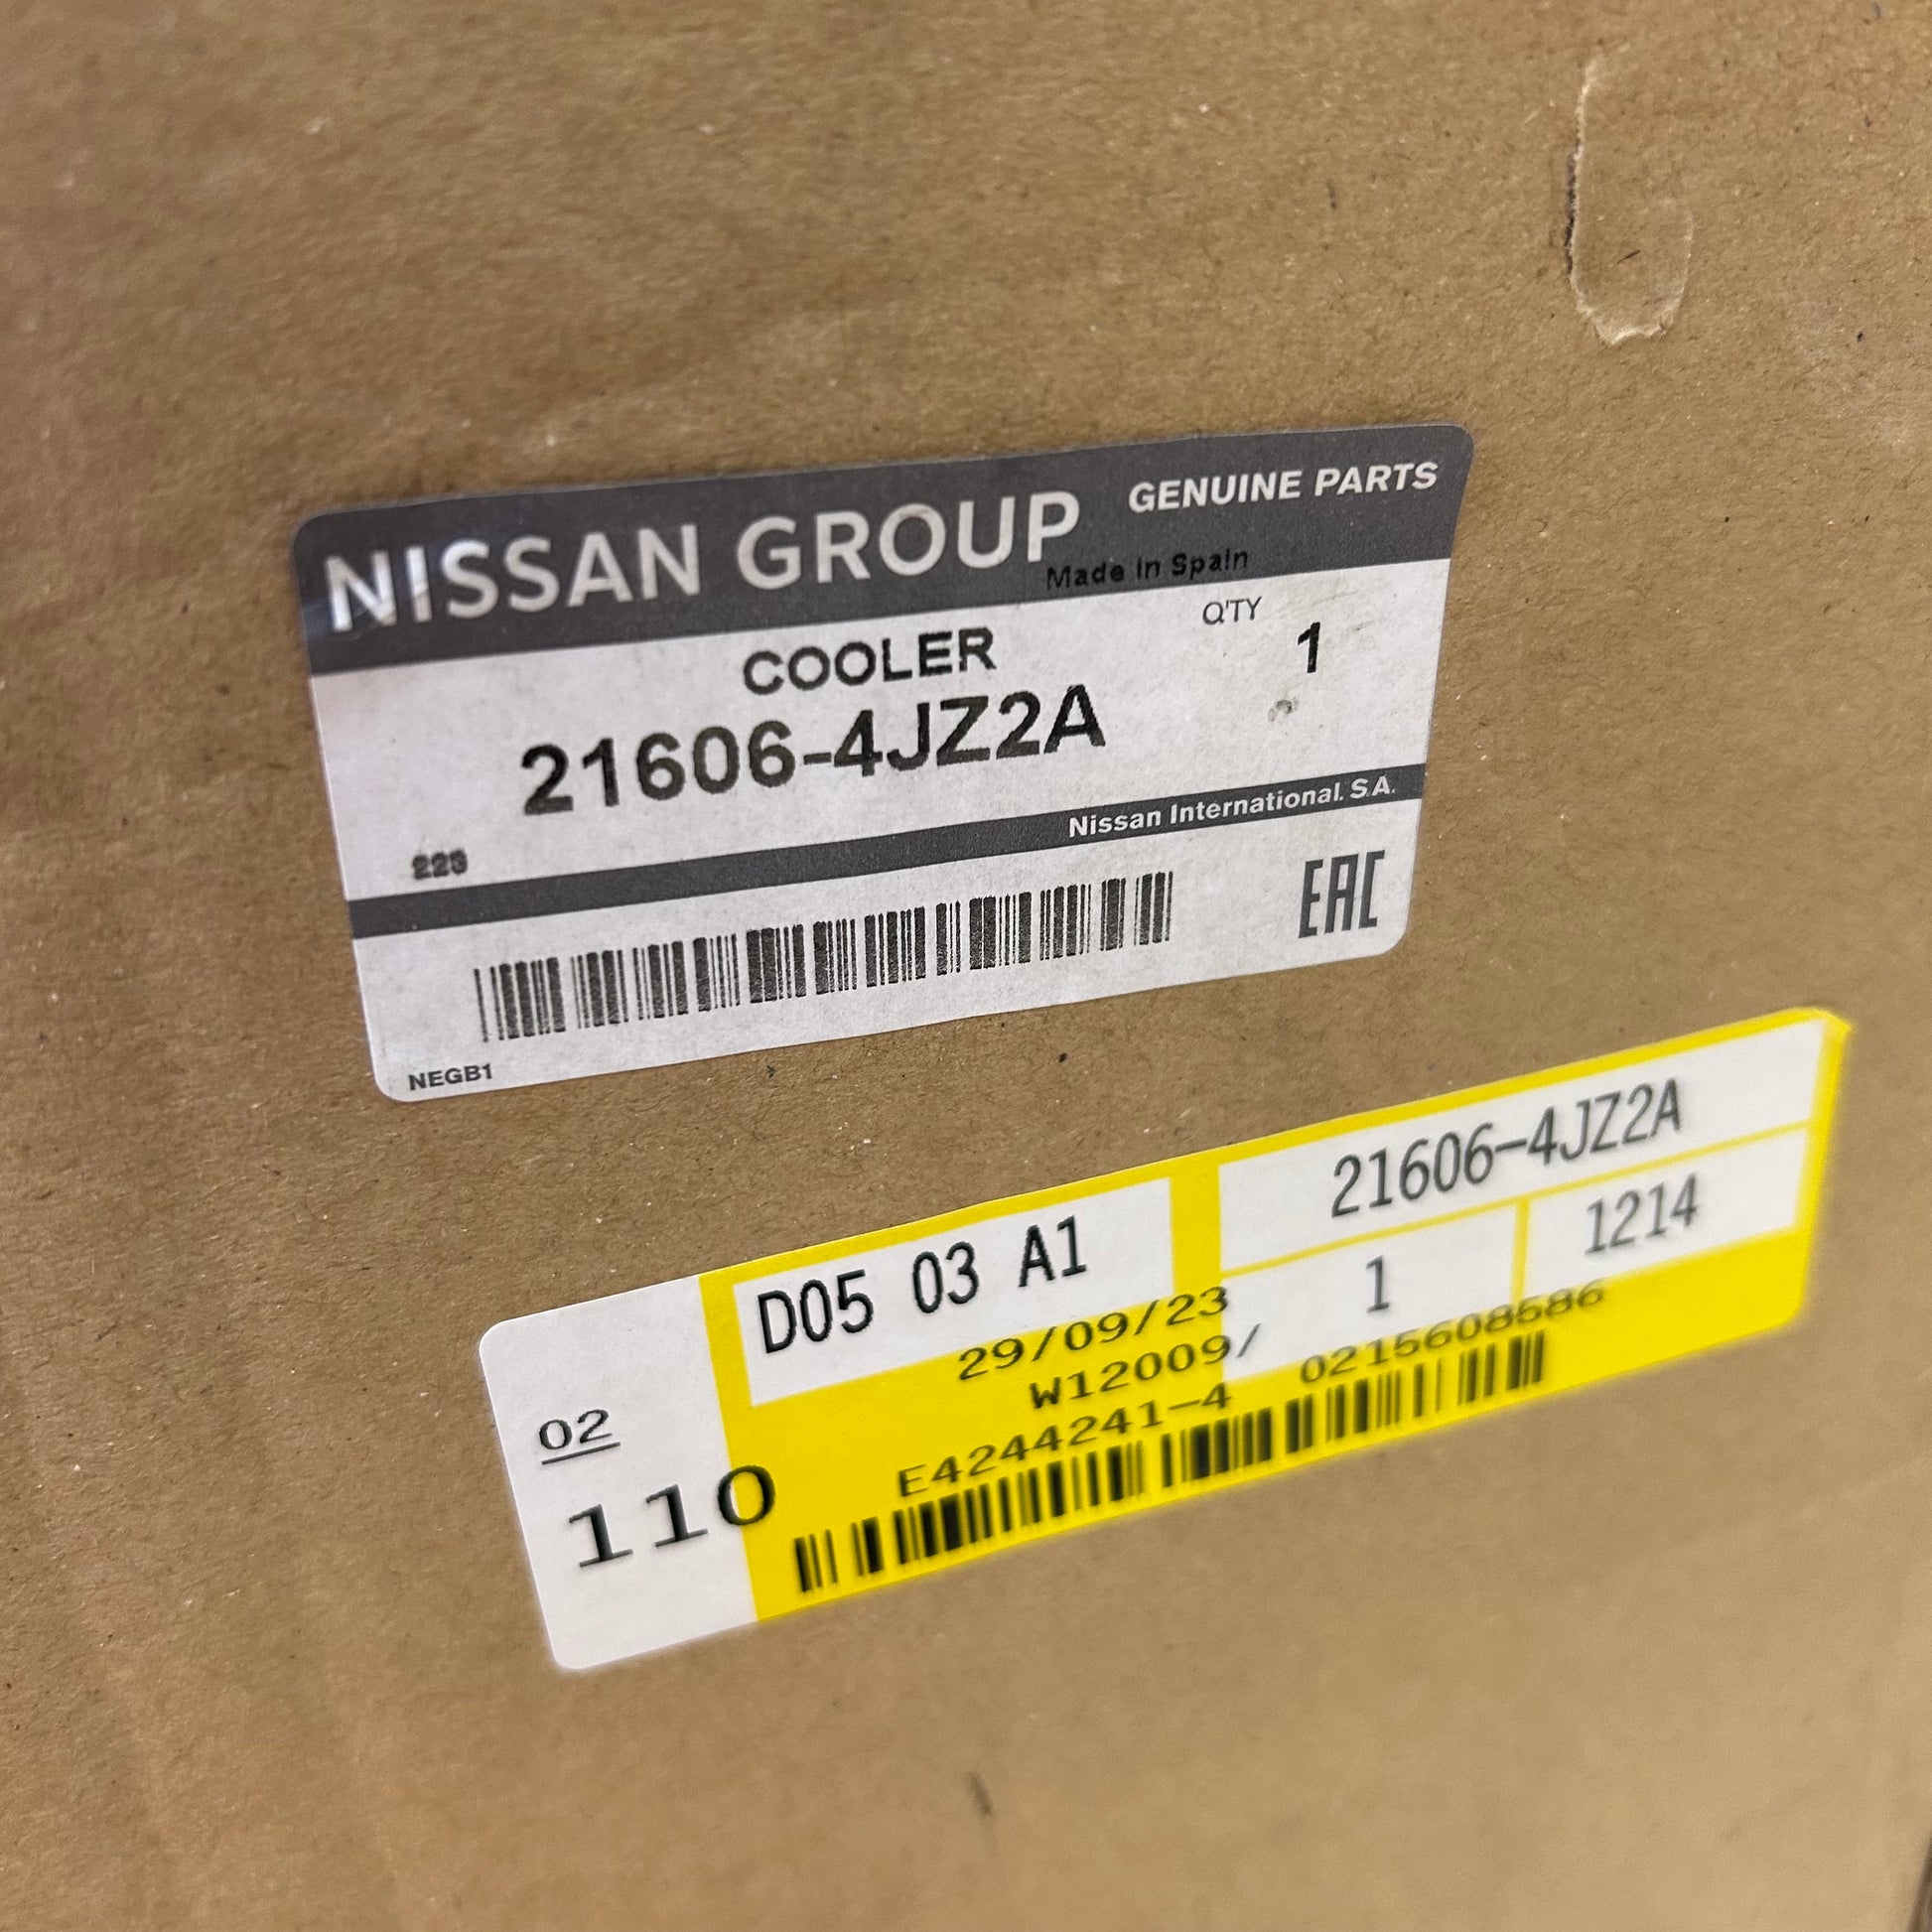 NISSAN GROUP GENUINE PARTS
Made in Spain
COOLER Q'TY 1
21606-4JZ2A
Nissan International. S.A.
EAC
NEGB1
21606-4JZ2A
D05 03 A1 1 1214
29/09/23
W12009/
E4244241-4 0215608586
02
110